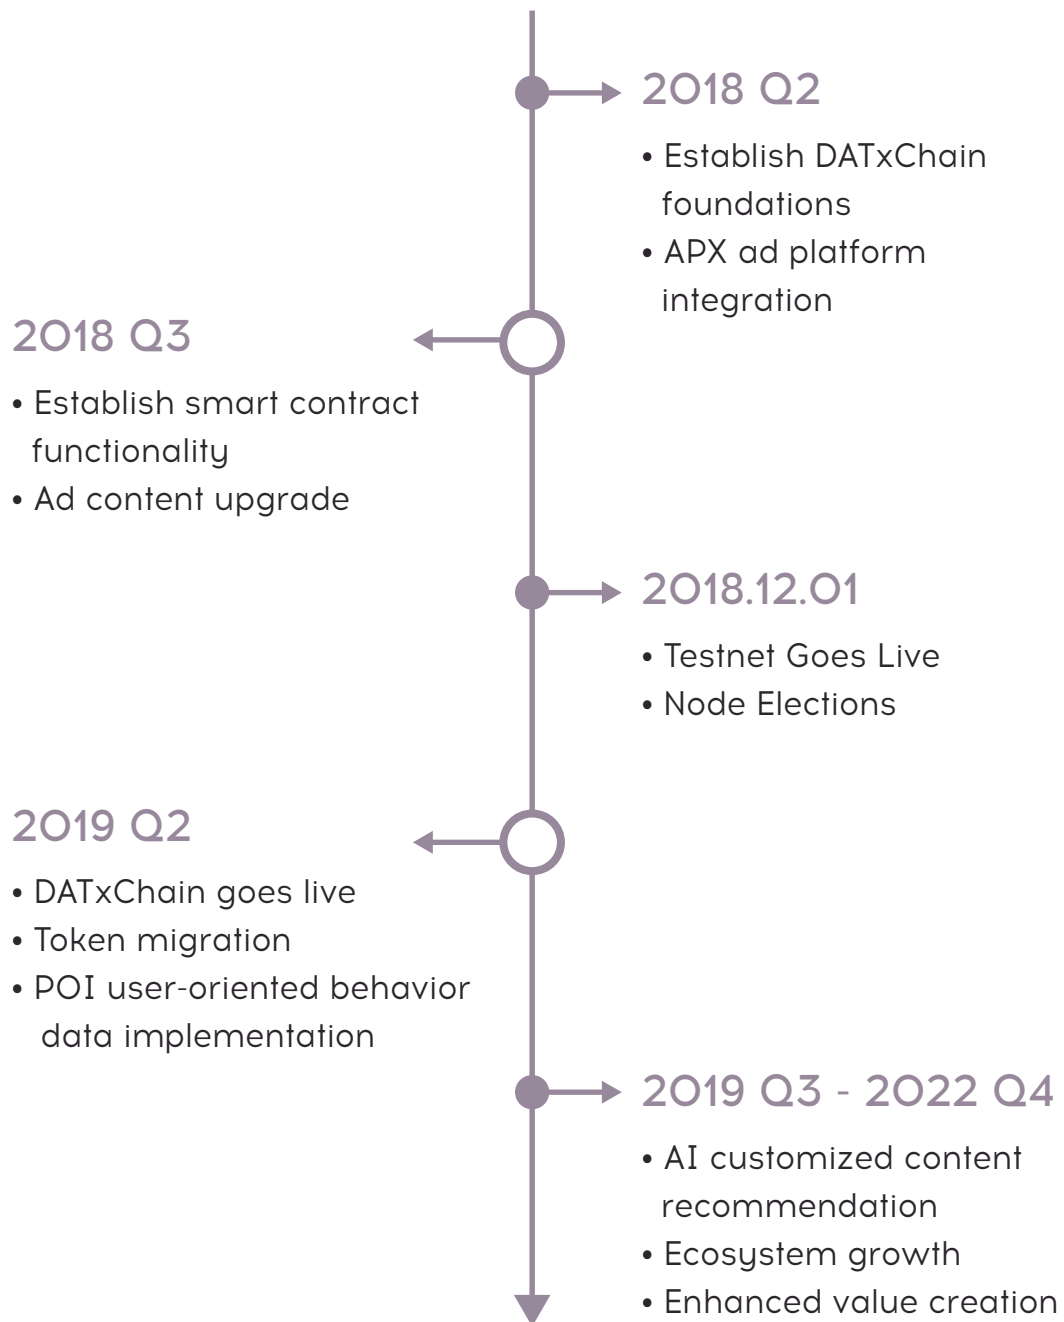 2018 Q2
• Establish DATxChain
foundations
• APX ad platform
integration
2018 Q3
• Establish smart contract
functionality
• Ad content upgrade
2018.12.01
• Testnet Goes Live
• Node Elections
2019 Q2
• DATxChain goes live
• Token migration
• POI user-oriented behavior
data implementation
2019 Q3 - 2022 Q4
• AI customized content
recommendation
• Ecosystem growth
• Enhanced value creation